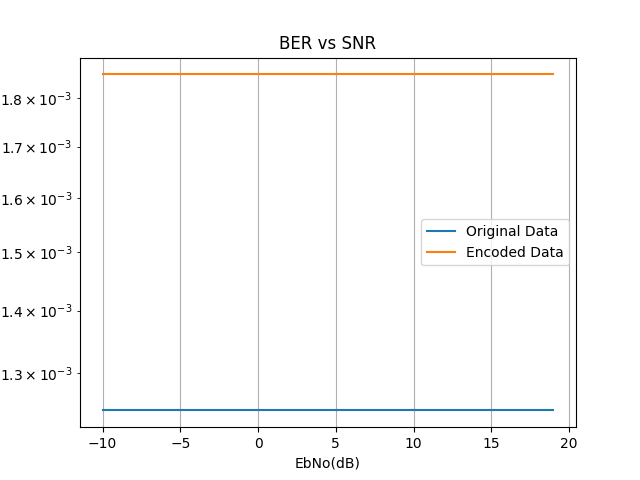 BER vs SNR
1.8 × 10⁻³
1.7 × 10⁻³
1.6 × 10⁻³
1.5 × 10⁻³
1.4 × 10⁻³
1.3 × 10⁻³
Original Data
Encoded Data
−10 −5 0 5 10 15 20
EbNo(dB)